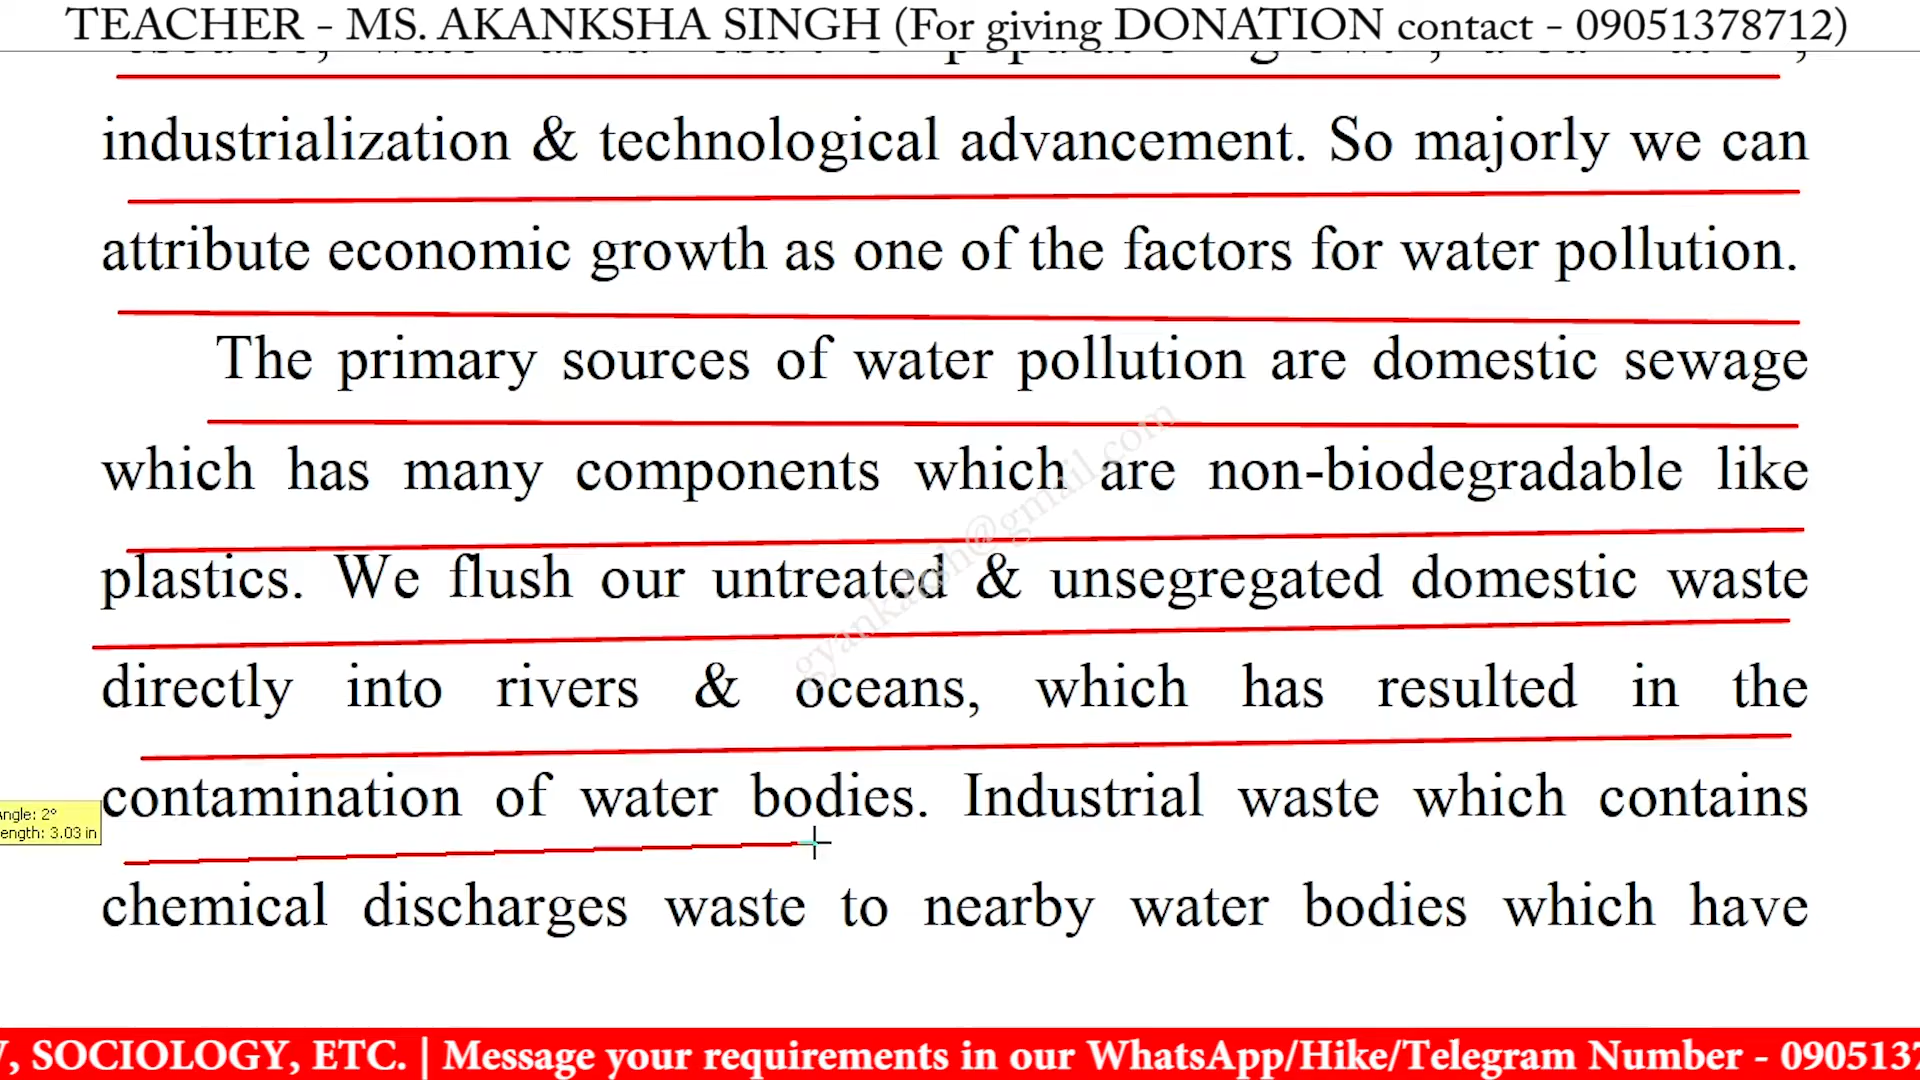 TEACHER - MS. AKANKSHA SINGH (For giving DONATION contact - 09051378712)
industrialization & technological advancement. So majorly we can
attribute economic growth as one of the factors for water pollution.
The primary sources of water pollution are domestic sewage
which has many components which are non-biodegradable like
plastics. We flush our untreated & unsegregated domestic waste
directly into rivers & oceans, which has resulted in the
contamination of water bodies. Industrial waste which contains
Angle: 2°
Length: 3.03 in
chemical discharges waste to nearby water bodies which have
gyankaksh@gmail.com
, SOCIOLOGY, ETC. | Message your requirements in our WhatsApp/Hike/Telegram Number - 090513